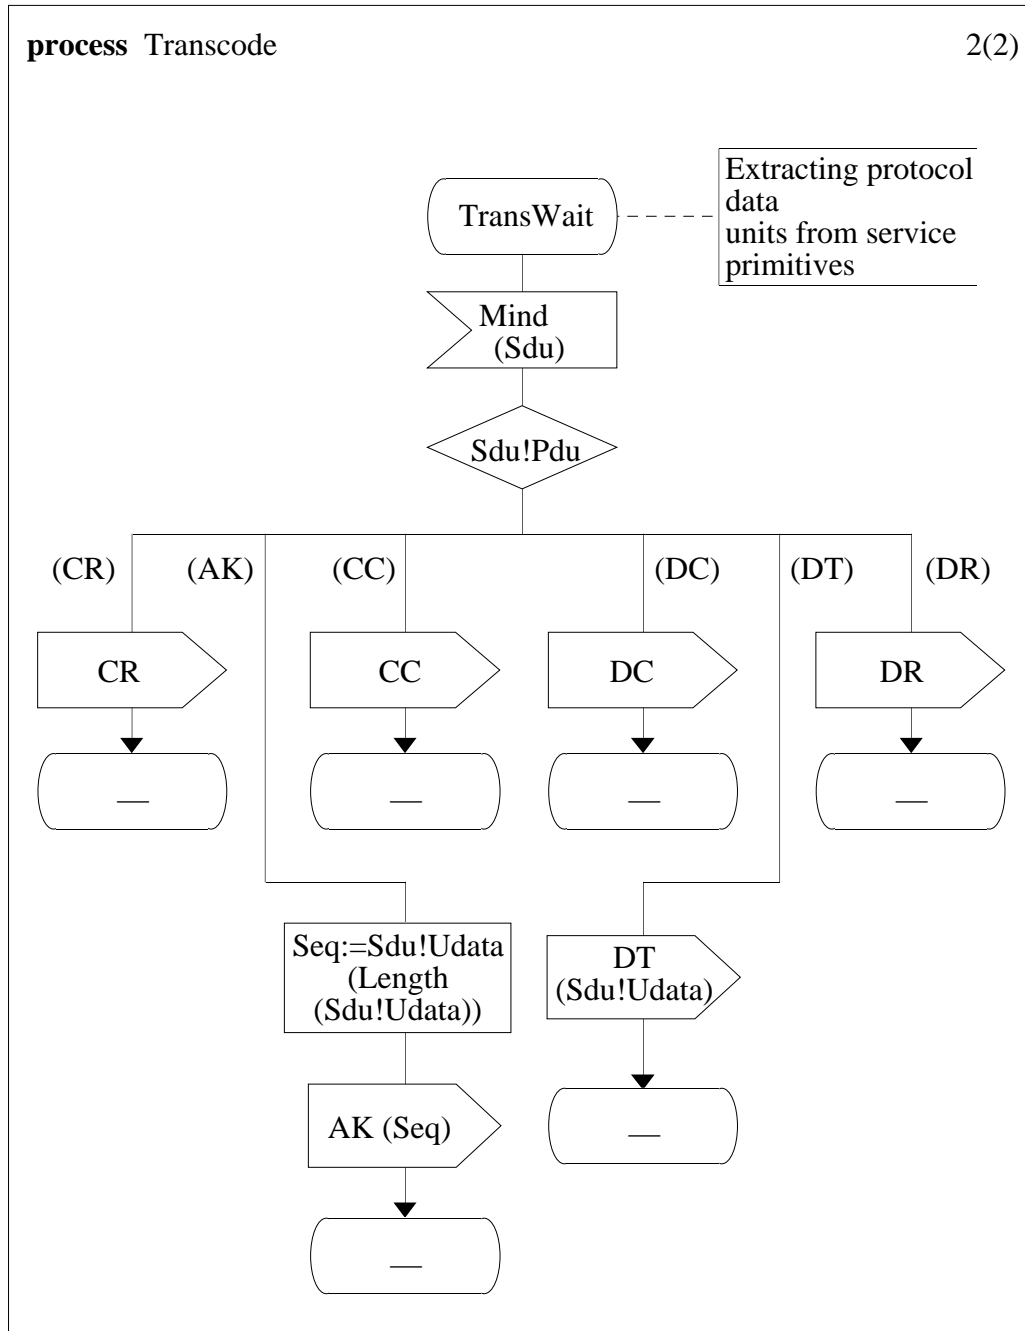 process Transcode
2(2)
TransWait
Extracting protocol
data
units from service
primitives
Mind
(Sdu)
Sdu!Pdu
(CR)
(AK)
(CC)
(DC)
(DT)
(DR)
CR
CC
DC
DR
—
—
—
—
Seq:=Sdu!Udata
(Length
(Sdu!Udata))
DT
(Sdu!Udata)
AK (Seq)
—
—